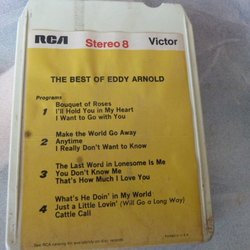 RCA Stereo 8 Victor
THE BEST OF EDDY ARNOLD
Programs
1 Bouquet of Roses
I'll Hold You in My Heart
I Want to Go with You
2 Make the World Go Away
Anytime
I Really Don't Want to Know
3 The Last Word in Lonesome Is Me
You Don't Know Me
That's How Much I Love You
4 What's He Doin' in My World
Just a Little Lovin' (Will Go a Long Way)
Cattle Call